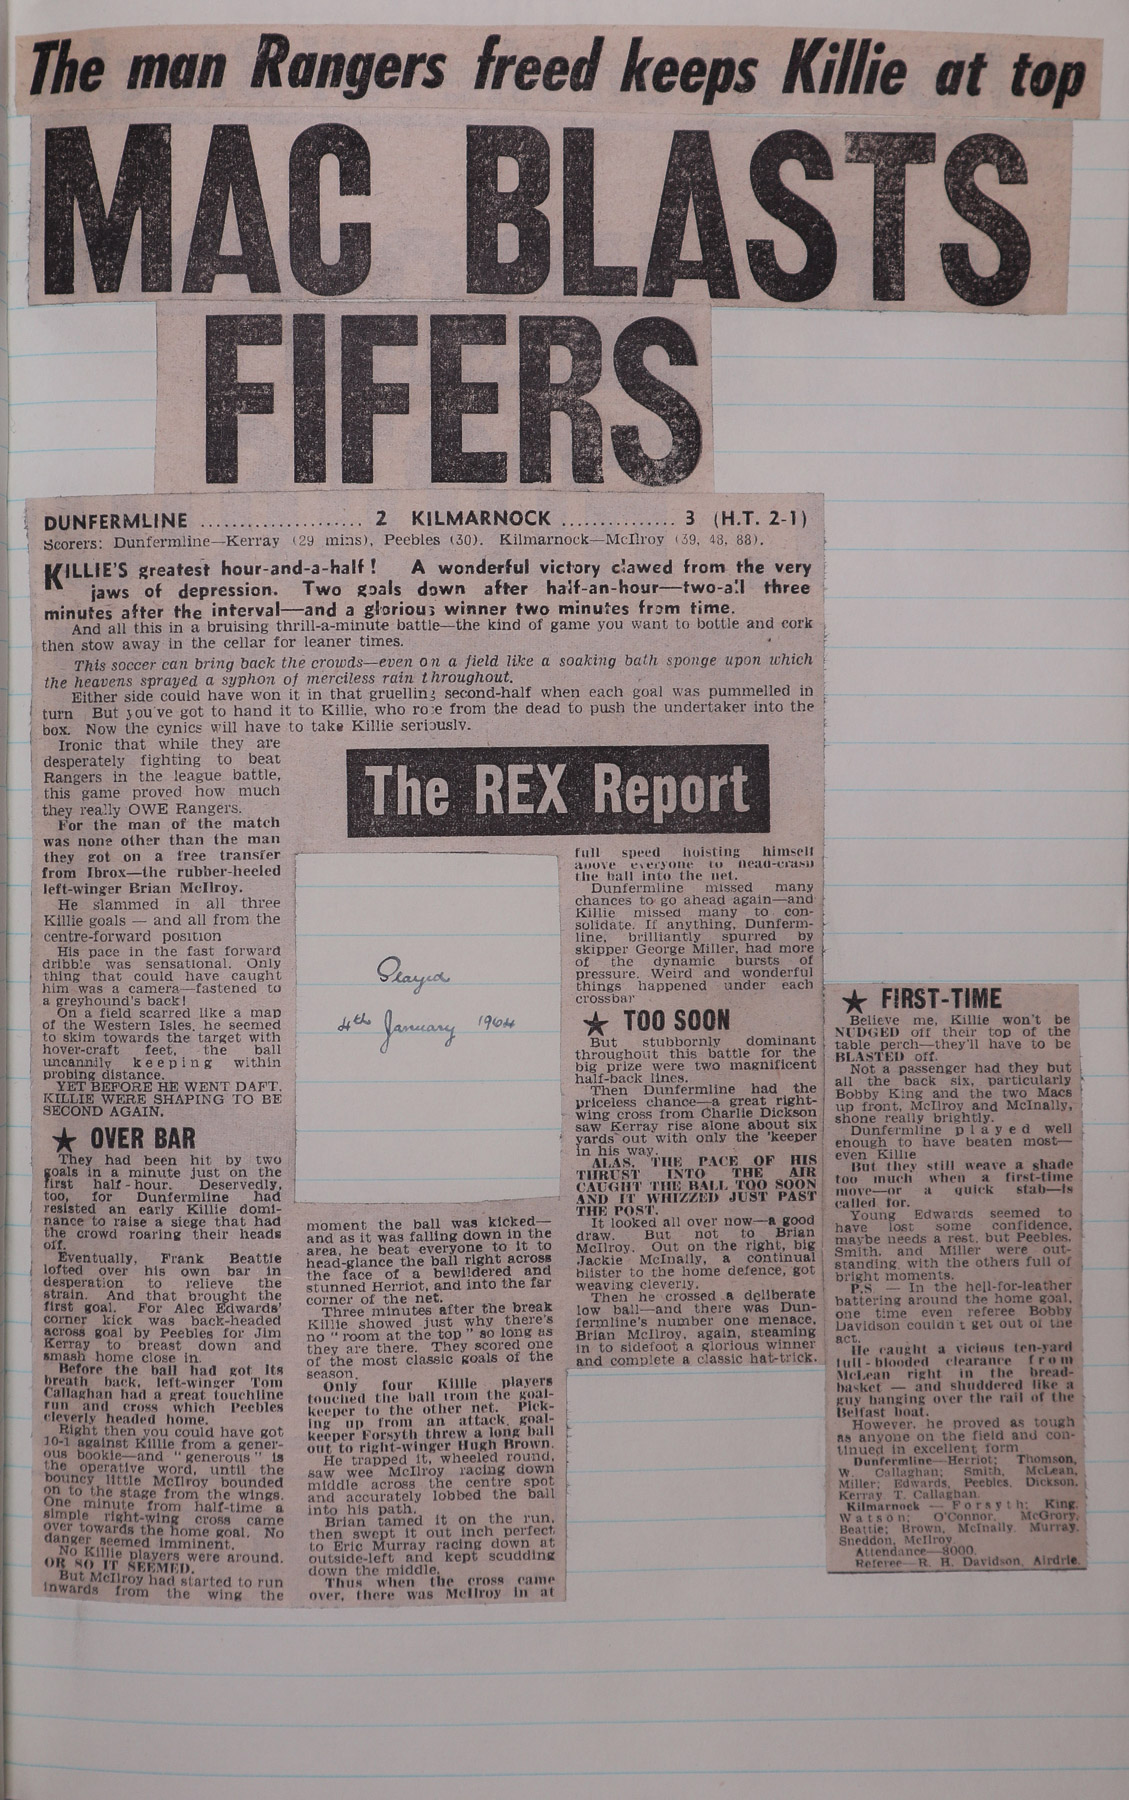 The man Rangers freed keeps Killie at top
MAC BLASTS
FIFERS
DUNFERMLINE ..................... 2 KILMARNOCK ............... 3 (H.T. 2-1)
Scorers: Dunfermline—Kerray (29 mins), Peebles (30). Kilmarnock—McIlroy (39, 48, 88).
KILLIE'S greatest hour-and-a-half! A wonderful victory clawed from the very
jaws of depression. Two goals down after half-an-hour—two-all three
minutes after the interval—and a glorious winner two minutes from time.
And all this in a bruising thrill-a-minute battle—the kind of game you want to bottle and cork
then stow away in the cellar for leaner times.
This soccer can bring back the crowds—even on a field like a soaking bath sponge upon which
the heavens sprayed a syphon of merciless rain throughout.
Either side could have won it in that gruelling second-half when each goal was pummelled in
turn But you've got to hand it to Killie, who rose from the dead to push the undertaker into the
box. Now the cynics will have to take Killie seriously.
Ironic that while they are
desperately fighting to beat
Rangers in the league battle,
this game proved how much
they really OWE Rangers.
For the man of the match
was none other than the man
they got on a free transfer
from Ibrox—the rubber-heeled
left-winger Brian McIlroy.
He slammed in all three
Killie goals — and all from the
centre-forward position
His pace in the fast forward
dribble was sensational. Only
thing that could have caught
him was a camera—fastened to
a greyhound's back!
On a field scarred like a map
of the Western Isles, he seemed
to skim towards the target with
hover-craft feet, the ball
uncannily keeping within
probing distance.
YET BEFORE HE WENT DAFT,
KILLIE WERE SHAPING TO BE
SECOND AGAIN.
★ OVER BAR
They had been hit by two
goals in a minute just on the
first half-hour. Deservedly,
too, for Dunfermline had
resisted an early Killie domi-
nance to raise a siege that had
the crowd roaring their heads
off.
Eventually, Frank Beattie
lofted over his own bar in
desperation to relieve the
strain. And that brought the
first goal. For Alec Edwards'
corner kick was back-headed
across goal by Peebles for Jim
Kerray to breast down and
smash home close in.
Before the ball had got its
breath back, left-winger Tom
Callaghan had a great touchline
run and cross which Peebles
cleverly headed home.
Right then you could have got
10-1 against Killie from a gener-
ous bookie—and "generous" is
the operative word, until the
bouncy little McIlroy bounded
on to the stage from the wings.
One minute from half-time a
simple right-wing cross came
over towards the home goal. No
danger seemed imminent.
No Killie players were around.
OR SO IT SEEMED.
But McIlroy had started to run
inwards from the wing the
The REX Report
Played
4th January 1964
moment the ball was kicked—
and as it was falling down in the
area, he beat everyone to it to
head-glance the ball right across
the face of a bewildered and
stunned Herriot, and into the far
corner of the net.
Three minutes after the break
Killie showed just why there's
no "room at the top" so long as
they are there. They scored one
of the most classic goals of the
season.
Only four Killie players
touched the ball from the goal-
keeper to the other net. Pick-
ing up from an attack, goal-
keeper Forsyth threw a long ball
out to right-winger Hugh Brown.
He trapped it, wheeled round,
saw wee McIlroy racing down
middle across the centre spot
and accurately lobbed the ball
into his path.
Brian tamed it on the run,
then swept it out inch perfect
to Eric Murray racing down at
outside-left and kept scudding
down the middle.
Thus when the cross came
over, there was McIlroy in at
full speed hoisting himself
above everyone to head-crash
the ball into the net.
Dunfermline missed many
chances to go ahead again—and
Killie missed many to con-
solidate. If anything, Dunferm-
line, brilliantly spurred by
skipper George Miller, had more
of the dynamic bursts of
pressure. Weird and wonderful
things happened under each
crossbar
★ TOO SOON
But stubbornly dominant
throughout this battle for the
big prize were two magnificent
half-back lines.
Then Dunfermline had the
priceless chance—a great right-
wing cross from Charlie Dickson
saw Kerray rise alone about six
yards out with only the 'keeper
in his way.
ALAS, THE PACE OF HIS
THRUST INTO THE AIR
CAUGHT THE BALL TOO SOON
AND IT WHIZZED JUST PAST
THE POST.
It looked all over now—a good
draw. But not to Brian
McIlroy. Out on the right, big
Jackie McInally, a continual
blister to the home defence, got
weaving cleverly.
Then he crossed a deliberate
low ball—and there was Dun-
fermline's number one menace,
Brian McIlroy, again, steaming
in to sidefoot a glorious winner
and complete a classic hat-trick.
★ FIRST-TIME
Believe me, Killie won't be
NUDGED off their top of the
table perch—they'll have to be
BLASTED off.
Not a passenger had they but
all the back six, particularly
Bobby King and the two Macs
up front, McIlroy and McInally,
shone really brightly.
Dunfermline played well
enough to have beaten most—
even Killie
But they still weave a shade
too much when a first-time
move—or a quick stab—is
called for.
Young Edwards seemed to
have lost some confidence,
maybe needs a rest, but Peebles,
Smith, and Miller were out-
standing, with the others full of
bright moments.
P.S — In the hell-for-leather
battering around the home goal,
one time even referee Bobby
Davidson couldn't get out of the
act.
He caught a vicious ten-yard
full-blooded clearance from
McLean right in the bread-
basket — and shuddered like a
guy hanging over the rail of the
Belfast boat.
However, he proved as tough
as anyone on the field and con-
tinued in excellent form
Dunfermline—Herriot; Thomson,
W. Callaghan; Smith, McLean,
Miller; Edwards, Peebles, Dickson,
Kerray, T. Callaghan.
Kilmarnock — Forsyth; King,
Watson; O'Connor, McGrory,
Beattie; Brown, McInally, Murray,
Sneddon, McIlroy.
Attendance—8000.
Referee—R. H. Davidson, Airdrie.